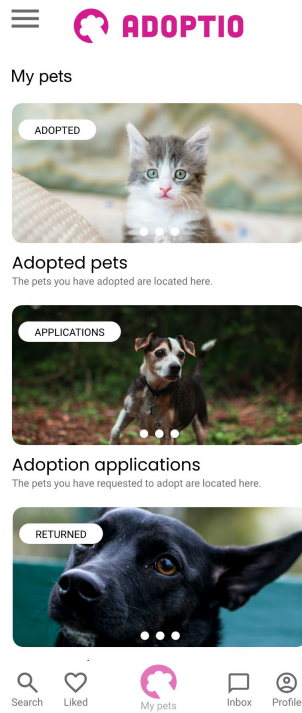 ADOPTIO
My pets
ADOPTED
Adopted pets
The pets you have adopted are located here.
APPLICATIONS
Adoption applications
The pets you have requested to adopt are located here.
RETURNED
Search
Liked
My pets
Inbox
Profile